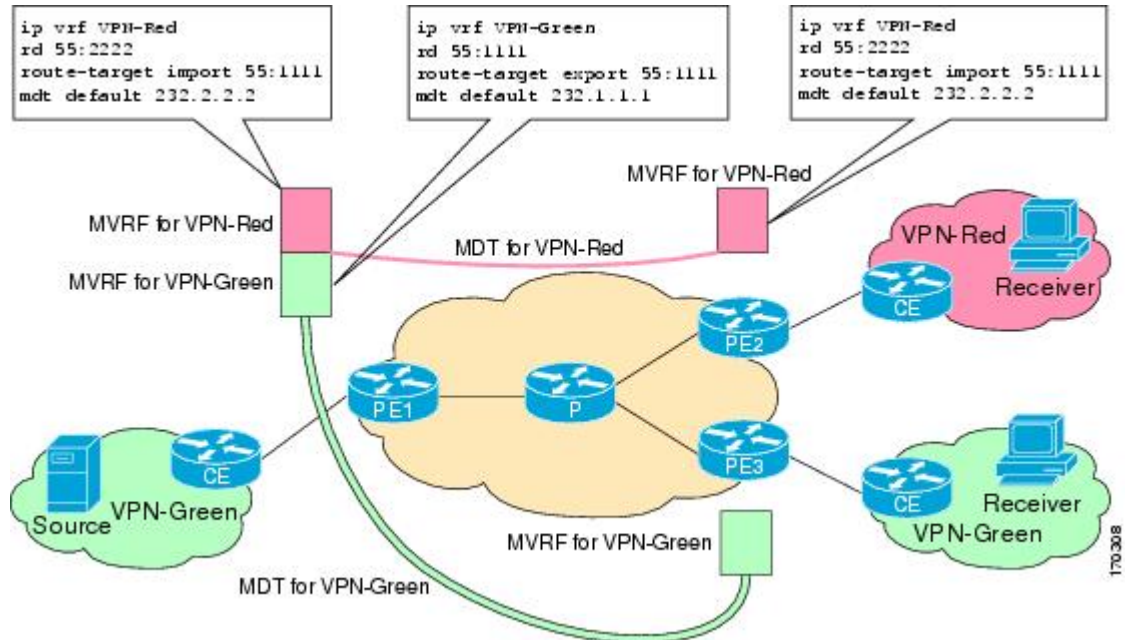 ip vrf VPN-Red
rd 55:2222
route-target import 55:1111
mdt default 232.2.2.2
ip vrf VPN-Green
rd 55:1111
route-target export 55:1111
mdt default 232.1.1.1
ip vrf VPN-Red
rd 55:2222
route-target import 55:1111
mdt default 232.2.2.2
MVRF for VPN-Red
MVRF for VPN-Red
MDT for VPN-Red
MVRF for VPN-Green
VPN-Red
Receiver
CE
PE2
PE1
P
PE3
CE
VPN-Green
Source
CE
Receiver
VPN-Green
MVRF for VPN-Green
MDT for VPN-Green
170308